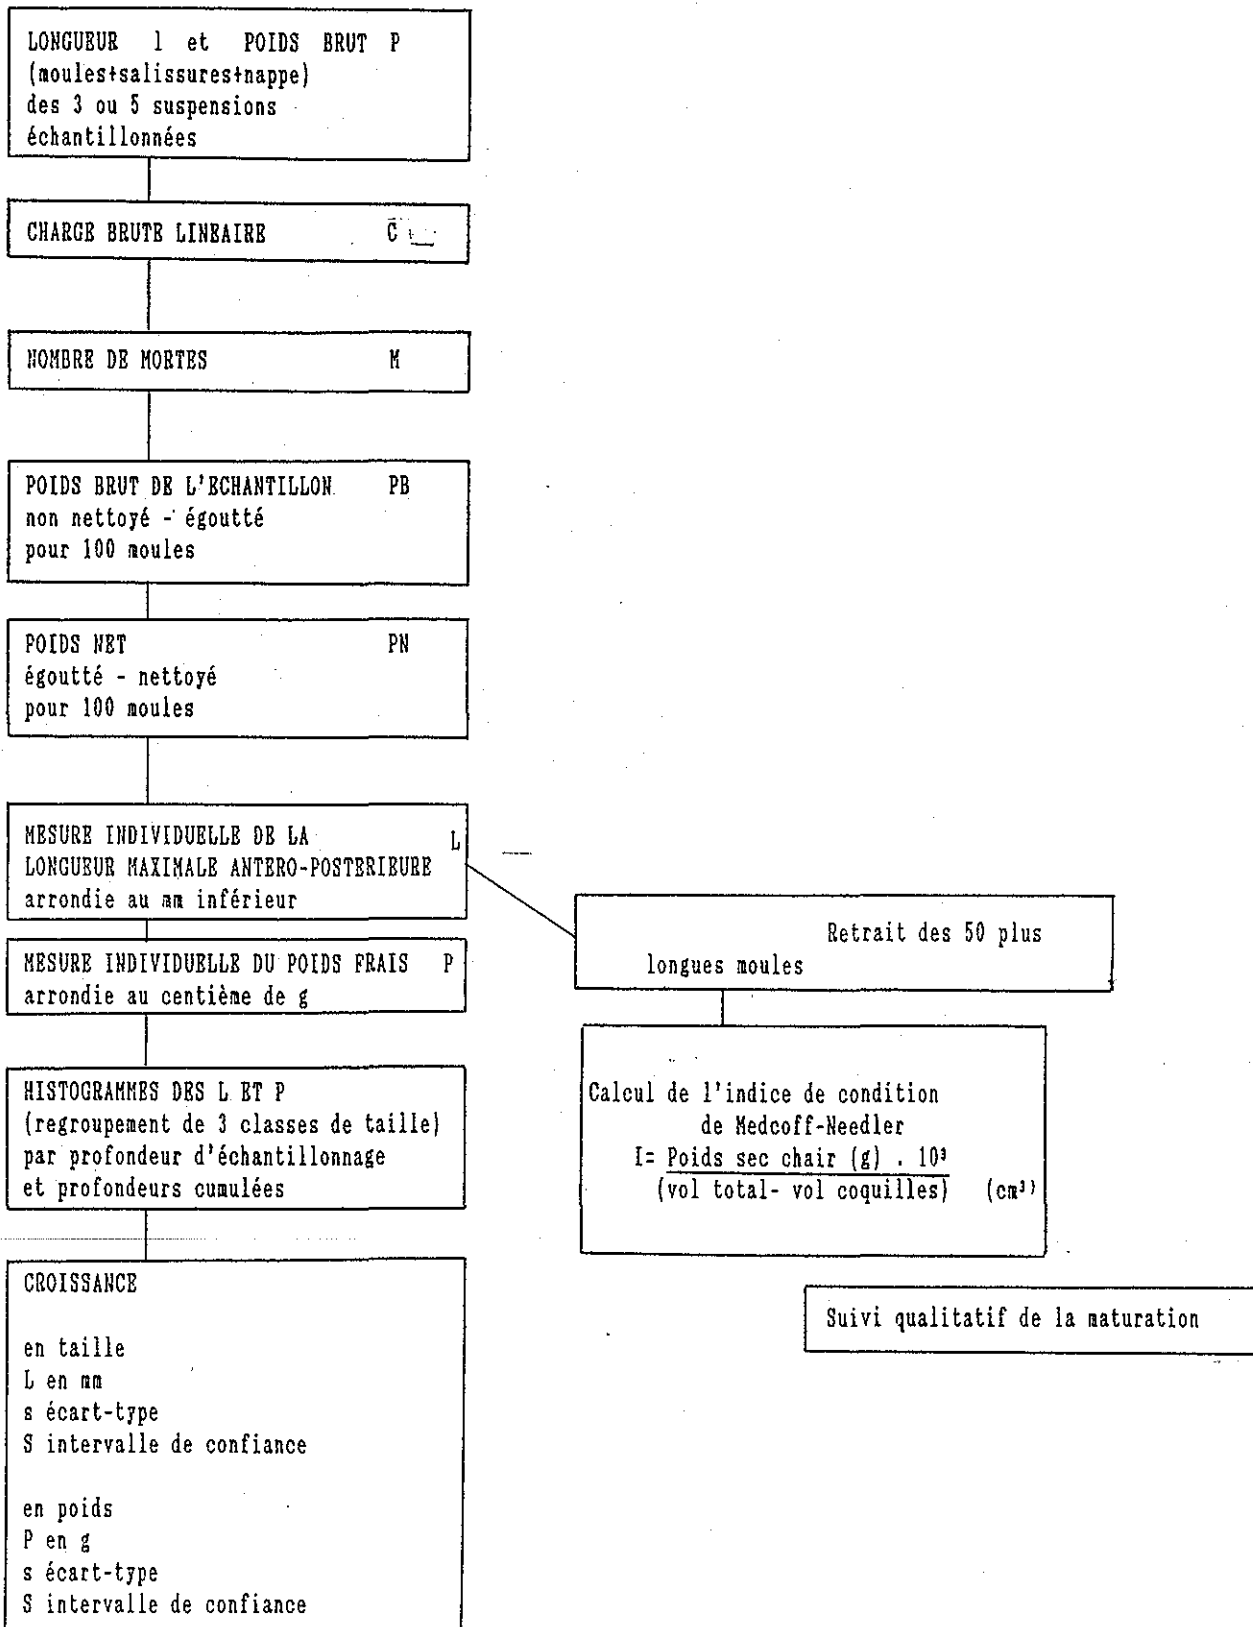 LONGUEUR l et POIDS BRUT P
(moules+salissures+nappe)
des 3 ou 5 suspensions
échantillonnées
CHARGE BRUTE LINEAIRE C
NOMBRE DE MORTES M
POIDS BRUT DE L'ECHANTILLON PB
non nettoyé - égoutté
pour 100 moules
POIDS NET PN
égoutté - nettoyé
pour 100 moules
MESURE INDIVIDUELLE DE LA L
LONGUEUR MAXIMALE ANTERO-POSTERIEURE
arrondie au mm inférieur
MESURE INDIVIDUELLE DU POIDS FRAIS P
arrondie au centième de g
HISTOGRAMMES DES L ET P
(regroupement de 3 classes de taille)
par profondeur d'échantillonnage
et profondeurs cumulées
CROISSANCE
en taille
L en mm
s écart-type
S intervalle de confiance
en poids
P en g
s écart-type
S intervalle de confiance
Retrait des 50 plus
longues moules
Calcul de l'indice de condition
de Medcoff-Needler
I= Poids sec chair (g) . 10³
(vol total- vol coquilles) (cm³)
Suivi qualitatif de la maturation